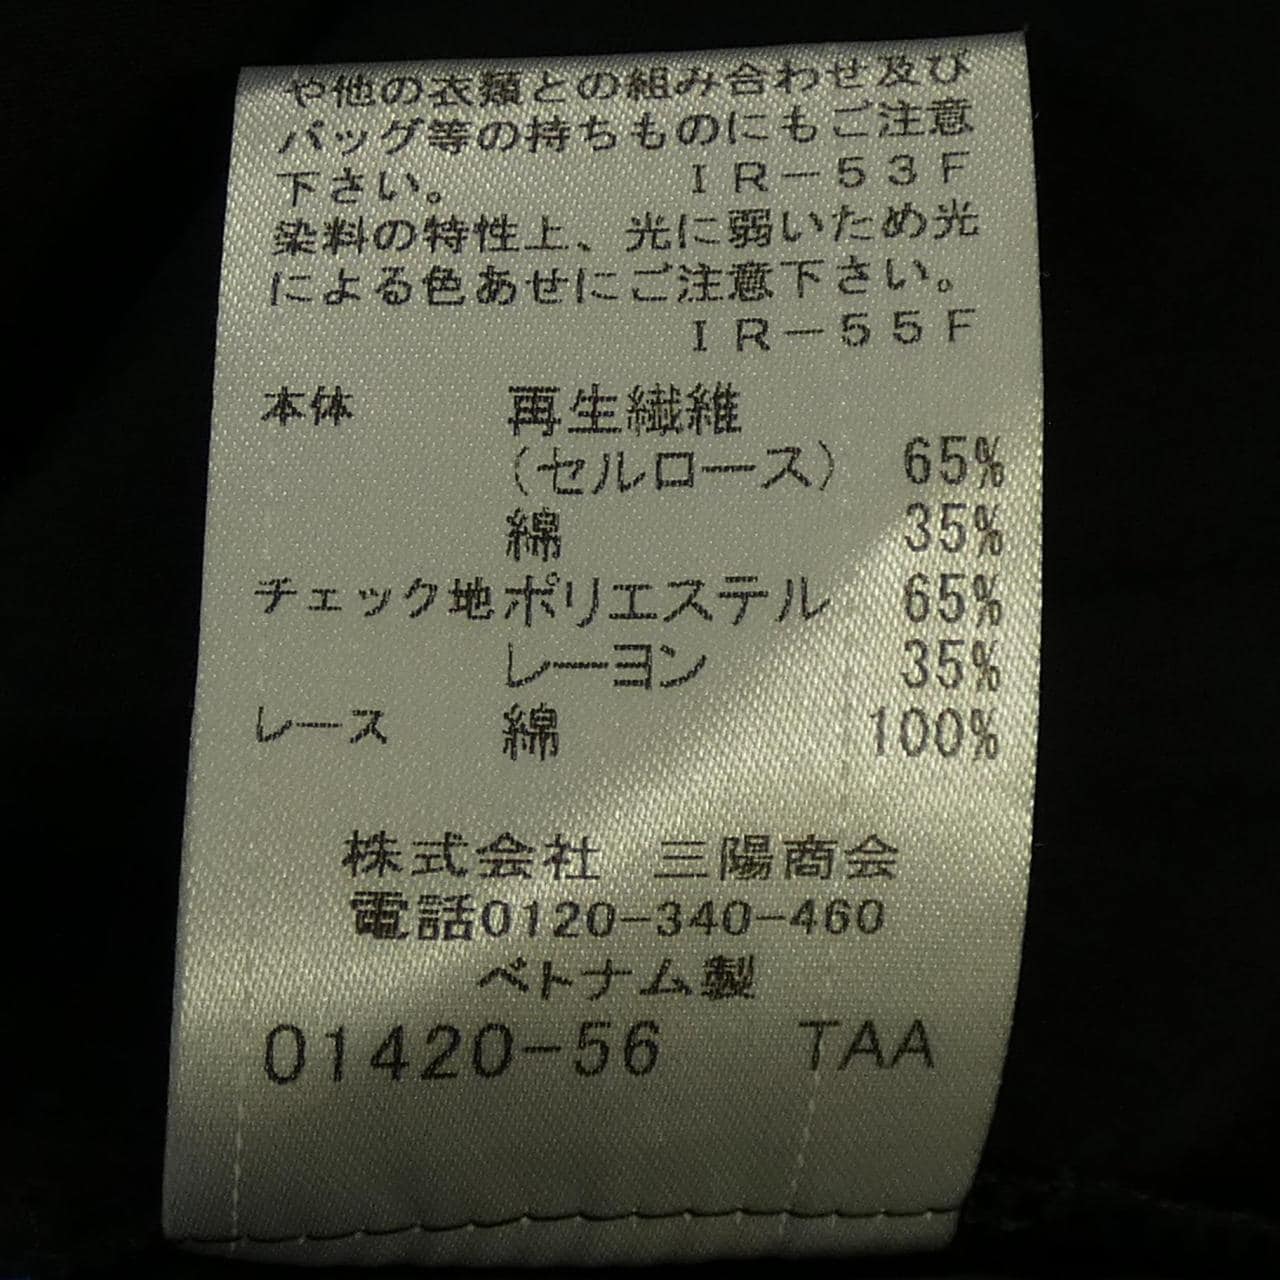 や他の衣類との組み合わせ及び
バッグ等の持ちものにもご注意
下さい。 IR-53F
染料の特性上、光に弱いため光
による色あせにご注意下さい。
IR-55F
本体 再生繊維
(セルロース) 65%
綿 35%
チェック地 ポリエステル 65%
レーヨン 35%
レース 綿 100%
株式会社 三陽商会
電話0120-340-460
ベトナム製
01420-56 TAA